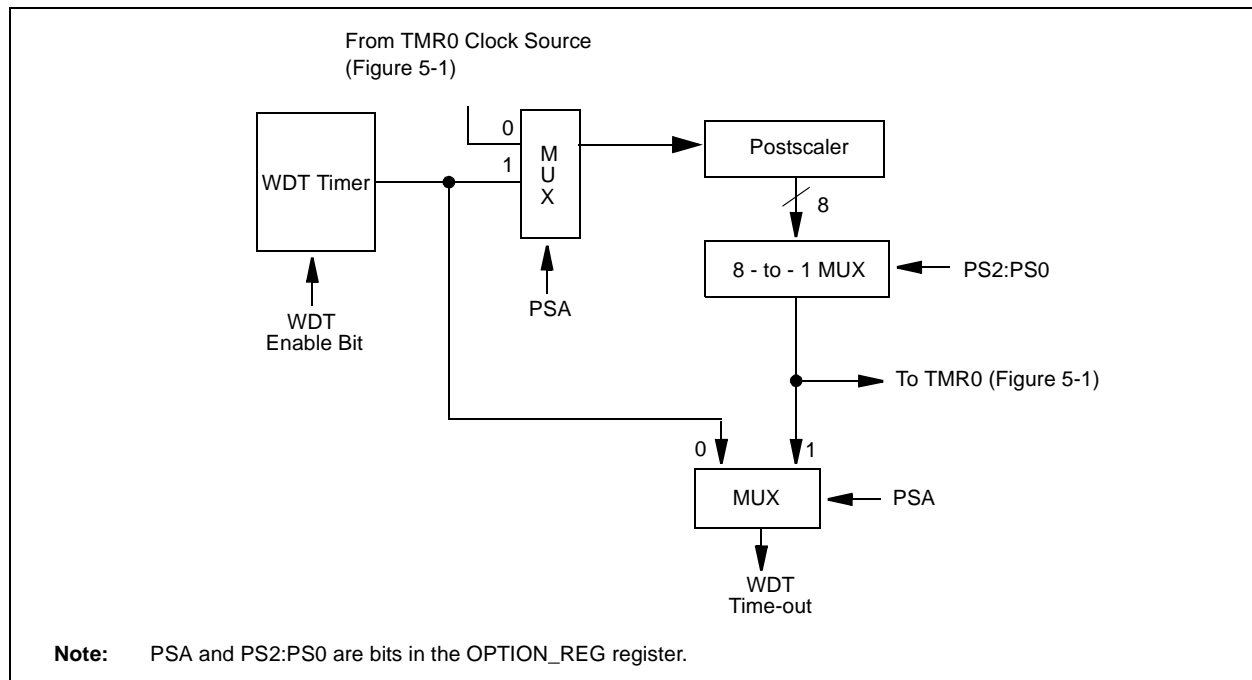 From TMR0 Clock Source
(Figure 5-1)
0
1
M
U
X
WDT Timer
Postscaler
8
8 - to - 1 MUX
PS2:PS0
PSA
WDT
Enable Bit
To TMR0 (Figure 5-1)
0
1
MUX
PSA
WDT
Time-out
Note: PSA and PS2:PS0 are bits in the OPTION_REG register.